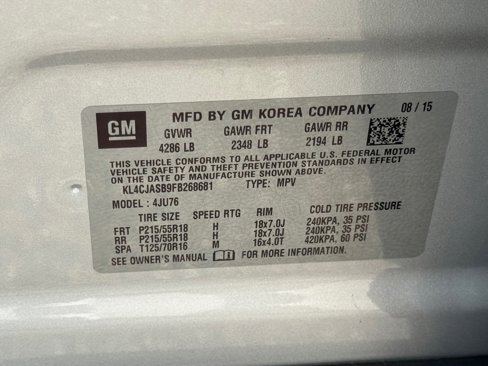 GM
MFD BY GM KOREA COMPANY 08/15
GVWR GAWR FRT GAWR RR
4286 LB 2348 LB 2194 LB
THIS VEHICLE CONFORMS TO ALL APPLICABLE U.S. FEDERAL MOTOR
VEHICLE SAFETY, BUMPER, AND THEFT PREVENTION STANDARDS IN EFFECT
ON THE DATE OF MANUFACTURE SHOWN ABOVE.
KL4CJASB9FB268681 TYPE: MPV
MODEL: 4JU76
TIRE SIZE SPEED RTG RIM COLD TIRE PRESSURE
FRT P215/55R18 H 18x7.0J 240KPA, 35 PSI
RR P215/55R18 H 18x7.0J 240KPA, 35 PSI
SPA T125/70R16 M 16x4.0T 420KPA, 60 PSI
SEE OWNER'S MANUAL FOR MORE INFORMATION.